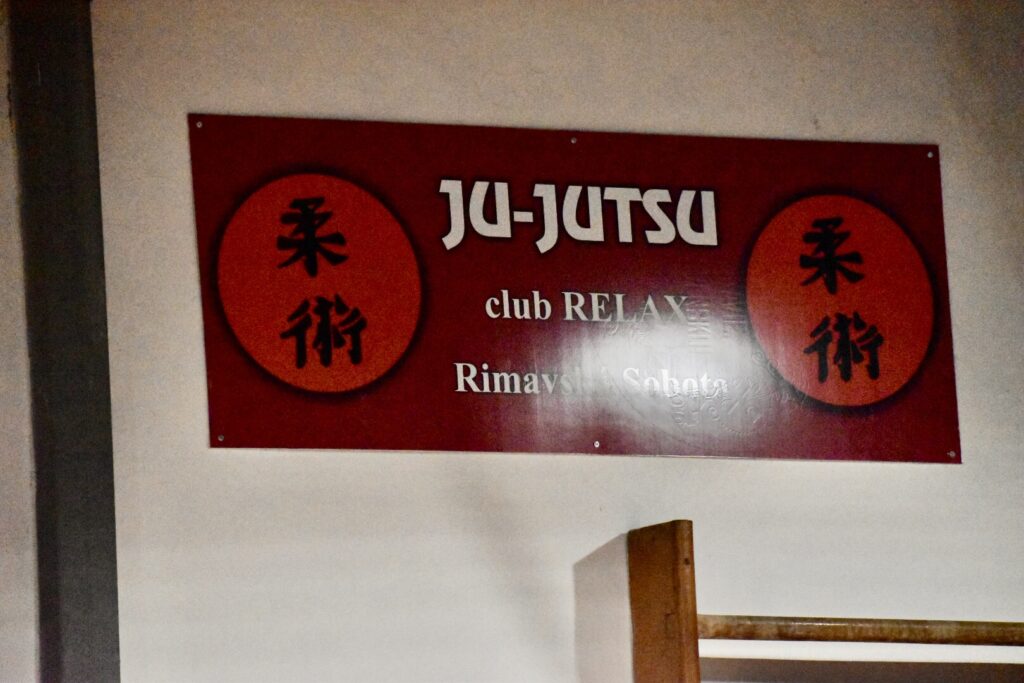 柔術
JU-JUTSU
club RELAX
Rimavská Sobota
柔術